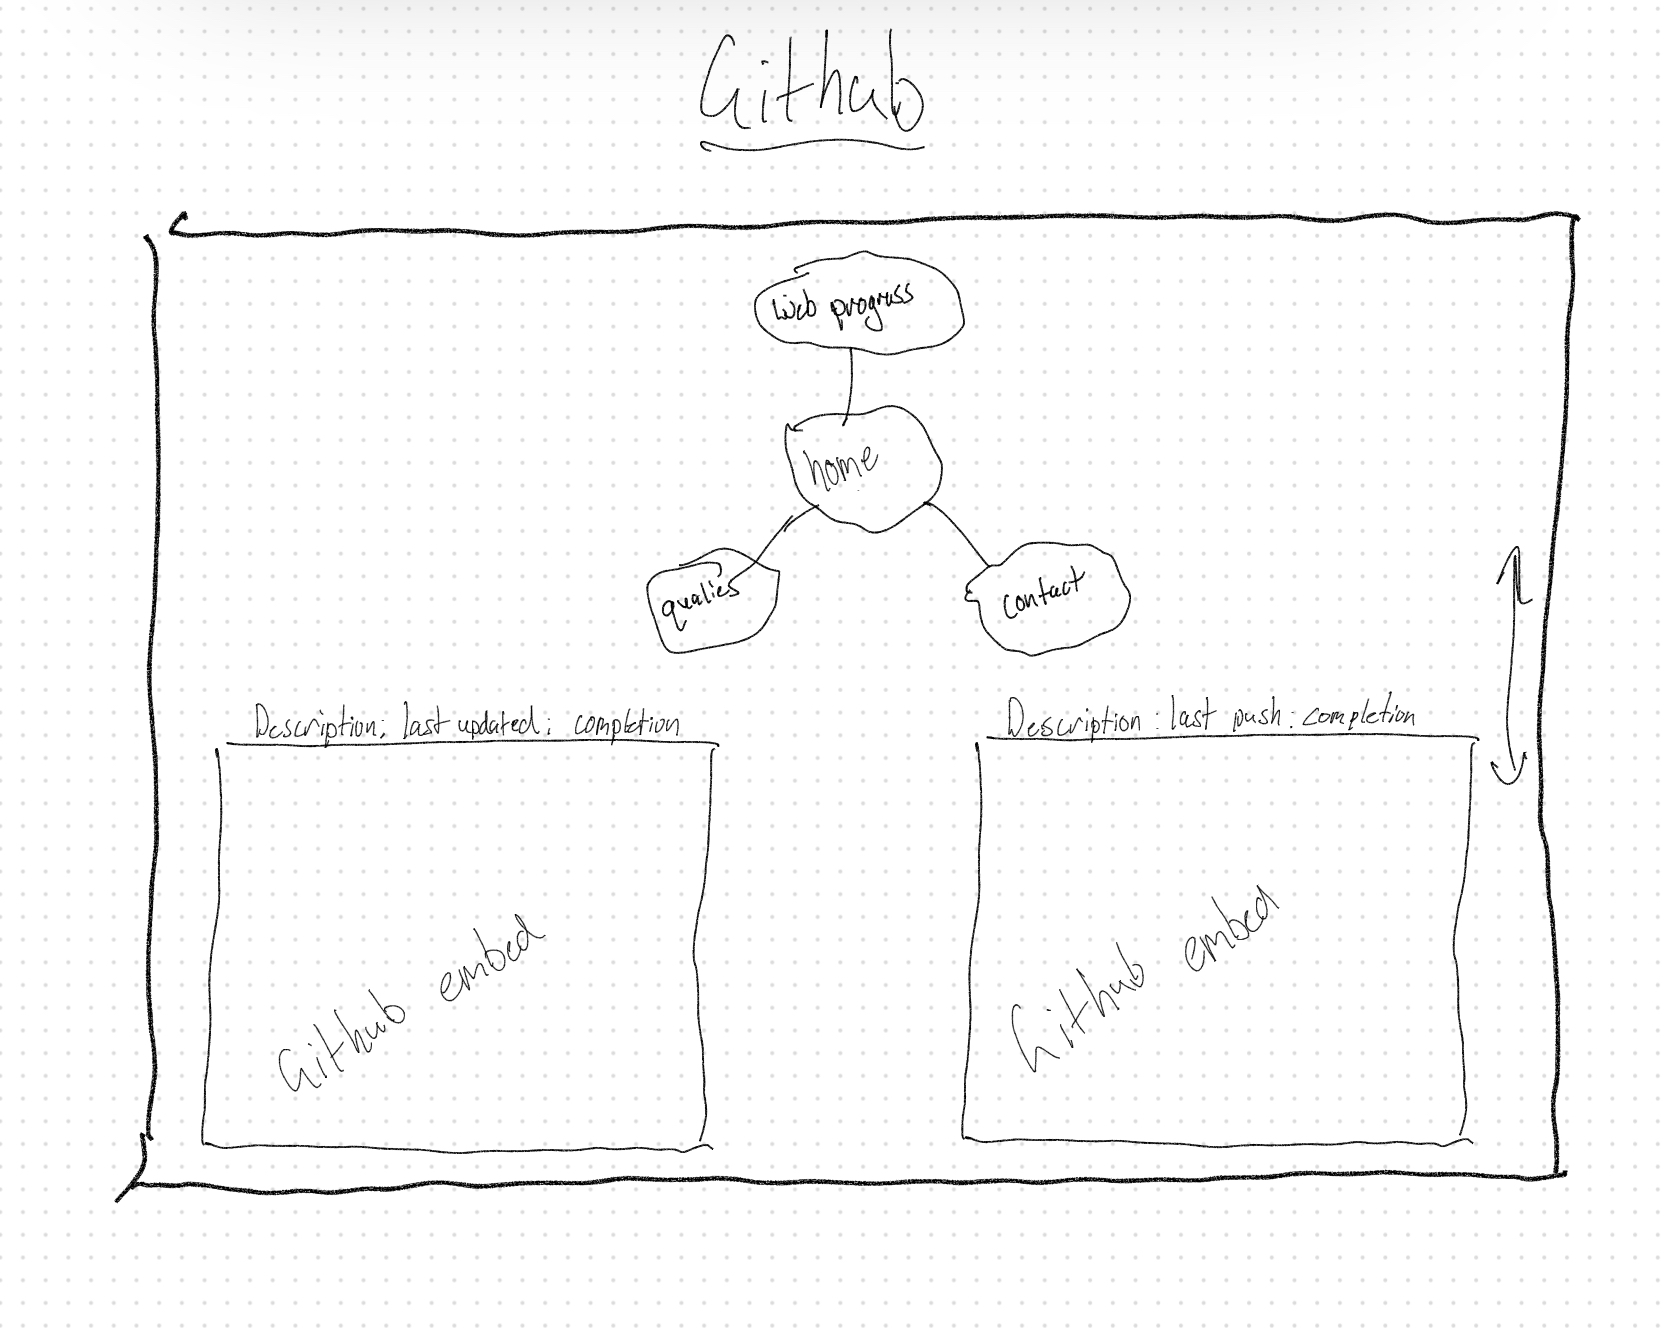 Github
Web progress
home
qualies
contact
Description: last updated: completion
Description: last push: completion
Github embed
Github embed